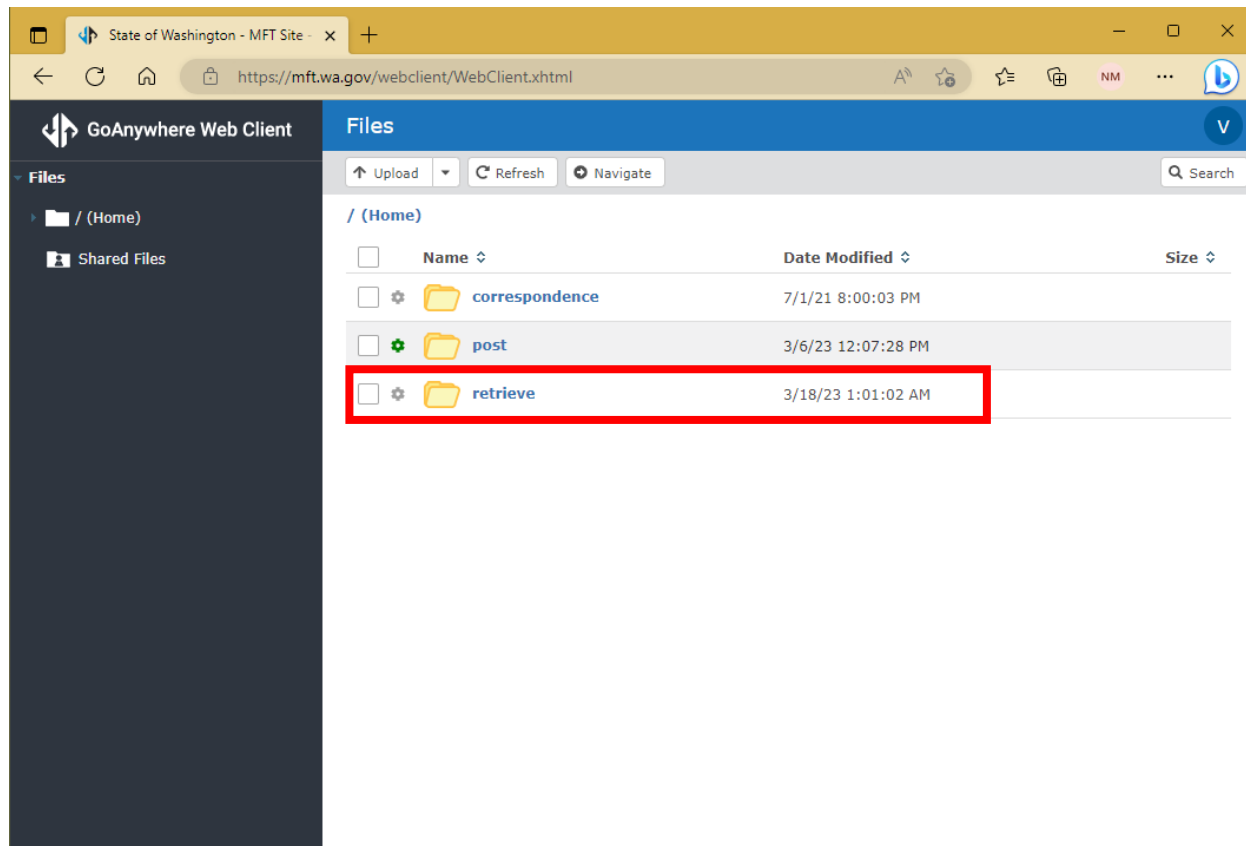 State of Washington - MFT Site -
https://mft.wa.gov/webclient/WebClient.xhtml
NM
GoAnywhere Web Client
Files
V
Files
Upload Refresh Navigate Search
/ (Home)
/ (Home)
Shared Files
Name Date Modified Size
correspondence 7/1/21 8:00:03 PM
post 3/6/23 12:07:28 PM
retrieve 3/18/23 1:01:02 AM